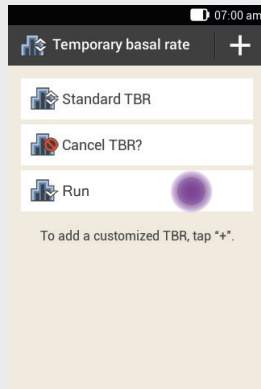 07:00 am
Temporary basal rate
Standard TBR
Cancel TBR?
Run
To add a customized TBR, tap “+”.